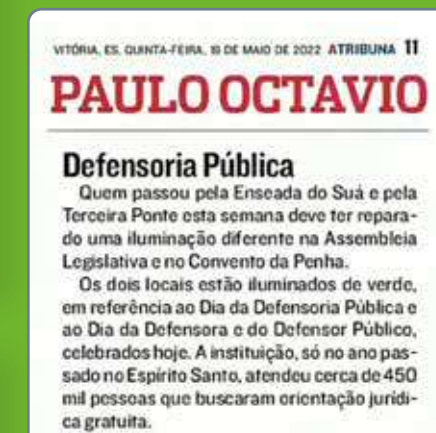 VITÓRIA, ES, QUINTA-FEIRA, 19 DE MAIO DE 2022 ATRIBUNA 11
PAULO OCTAVIO
Defensoria Pública
Quem passou pela Enseada do Suá e pela
Terceira Ponte esta semana deve ter repara-
do uma iluminação diferente na Assembleia
Legislativa e no Convento da Penha.
Os dois locais estão iluminados de verde,
em referência ao Dia da Defensoria Pública e
ao Dia da Defensora e do Defensor Público,
celebrados hoje. A instituição, só no ano pas-
sado no Espírito Santo, atendeu cerca de 450
mil pessoas que buscaram orientação jurídi-
ca gratuita.